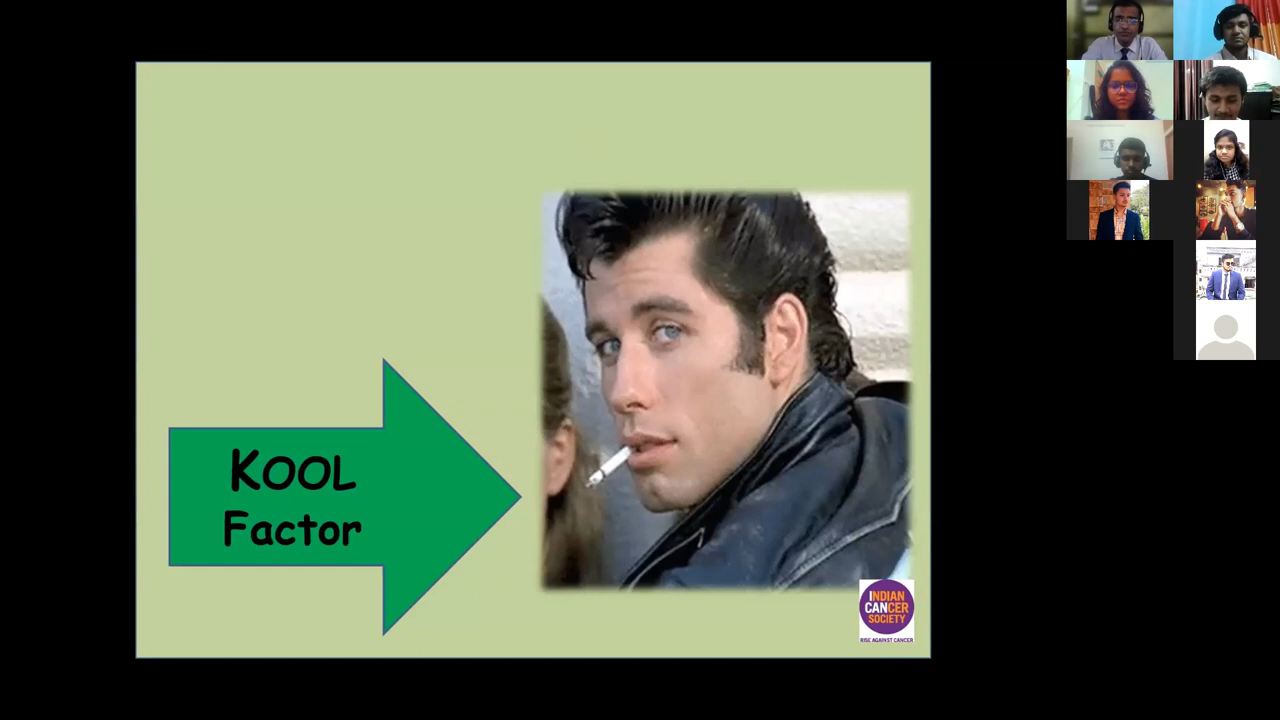 KOOL
Factor
INDIAN
CANCER
SOCIETY
RISE AGAINST CANCER